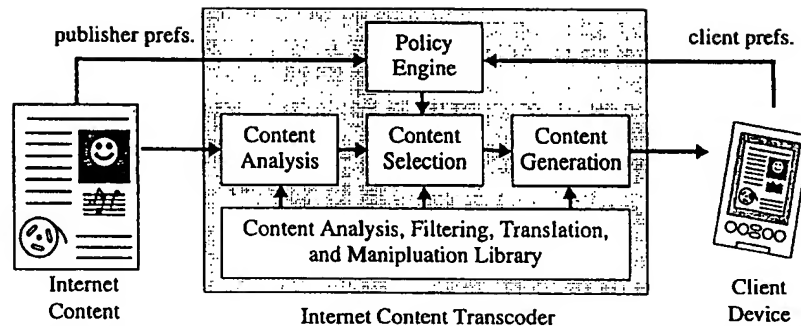 publisher prefs.
Policy
Engine
client prefs.
Content
Analysis
Content
Selection
Content
Generation
Content Analysis, Filtering, Translation,
and Manipluation Library
Internet
Content
Internet Content Transcoder
Client
Device